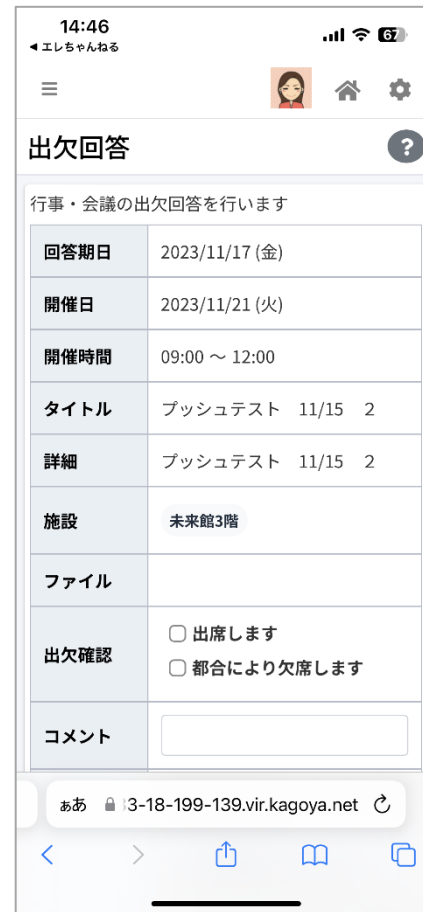 14:46
67
◀ エレちゃんねる
出欠回答
?
行事・会議の出欠回答を行います
回答期日 2023/11/17 (金)
開催日 2023/11/21 (火)
開催時間 09:00 ～ 12:00
タイトル プッシュテスト　11/15　２
詳細 プッシュテスト　11/15　２
施設 未来館3階
ファイル
出欠確認
出席します
都合により欠席します
コメント
ぁあ 3-18-199-139.vir.kagoya.net